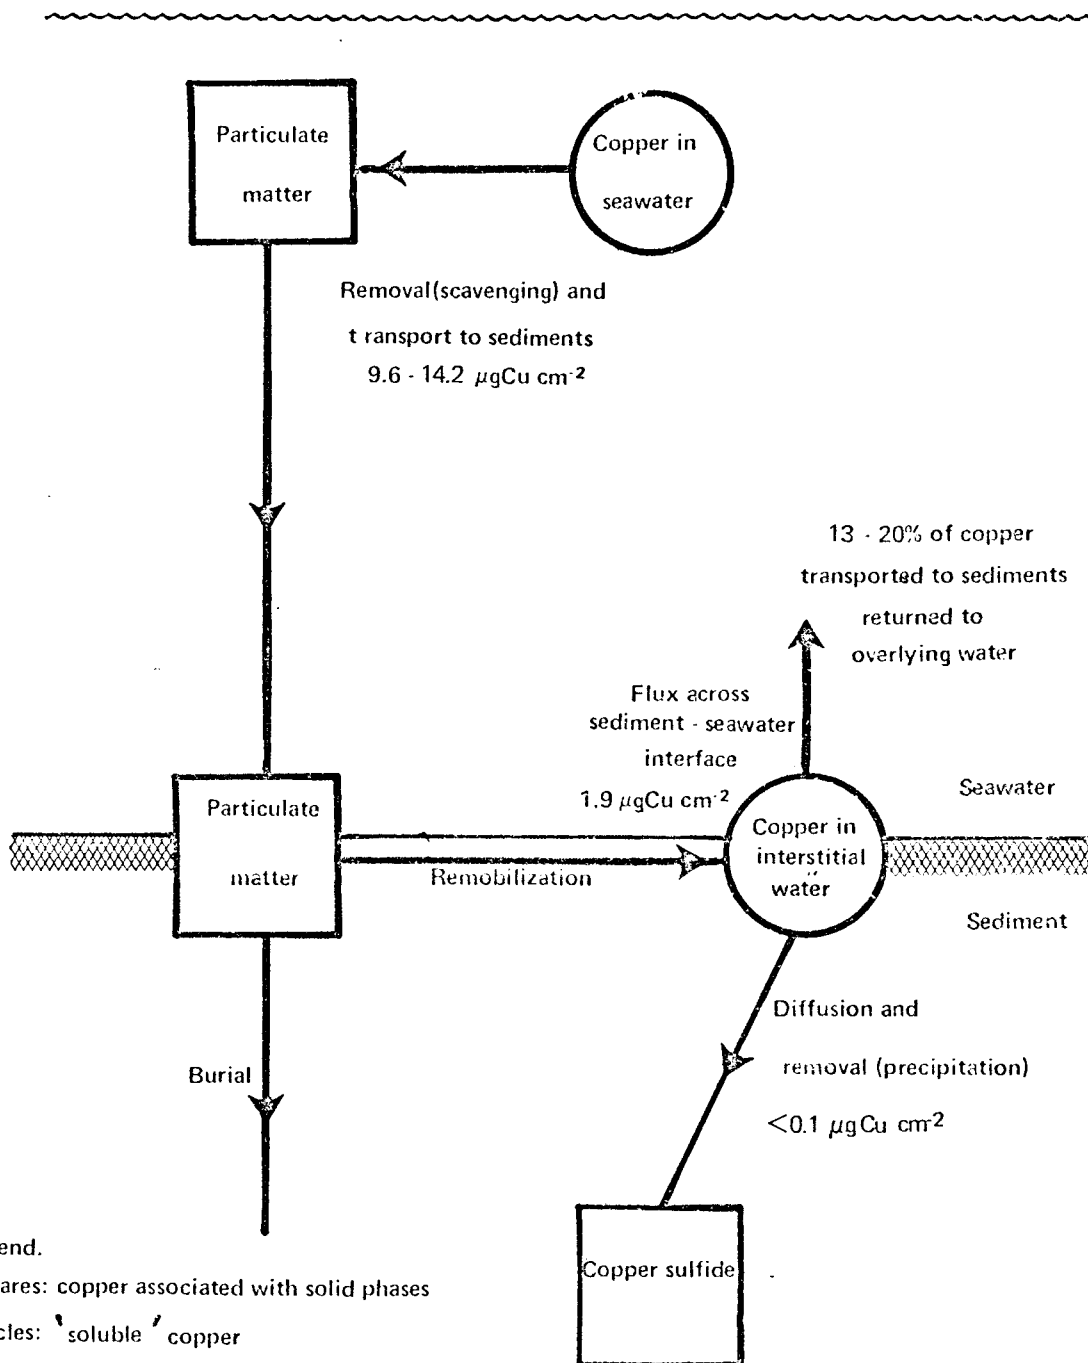 Particulate
matter
Copper in
seawater
Removal (scavenging) and
t ransport to sediments
9.6 - 14.2 µgCu cm-2
13 - 20% of copper
transported to sediments
returned to
overlying water
Flux across
sediment - seawater
interface
1.9 µgCu cm-2
Seawater
Particulate
matter
Copper in
interstitial
water
Remobilization
Sediment
Diffusion and
removal (precipitation)
<0.1 µgCu cm-2
Burial
Copper sulfide
end.
ares: copper associated with solid phases
cles: 'soluble' copper